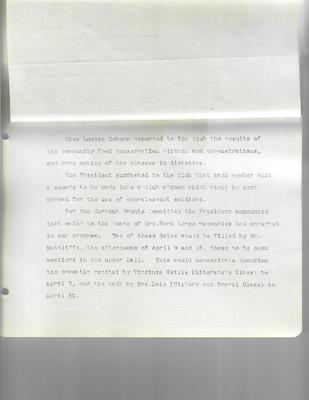 Miss Louise Coburn reported to the club the results of
the community food conservation kitchen and demonstrations,
and gave notice of the classes in dietetics.
The President suggested to the club that each member knit
a square to be made into a club afghan which might be sent
abroad for the use of convalescent soldiers.
For the Current Events Committee the President announced
that owing to the death of Mrs. Ward three vacancies had occurred
in our program. Two of these dates would be filled by Mr.
Ratcliffe, the afternoons of April 9 and 16, these to be open
meetings in the upper hall. This would necessitate changing
the dramatic recital by Virginia (Literature Class) to
April 2, and the talk by Mrs. Dole (History and Travel Class) to
April 30.